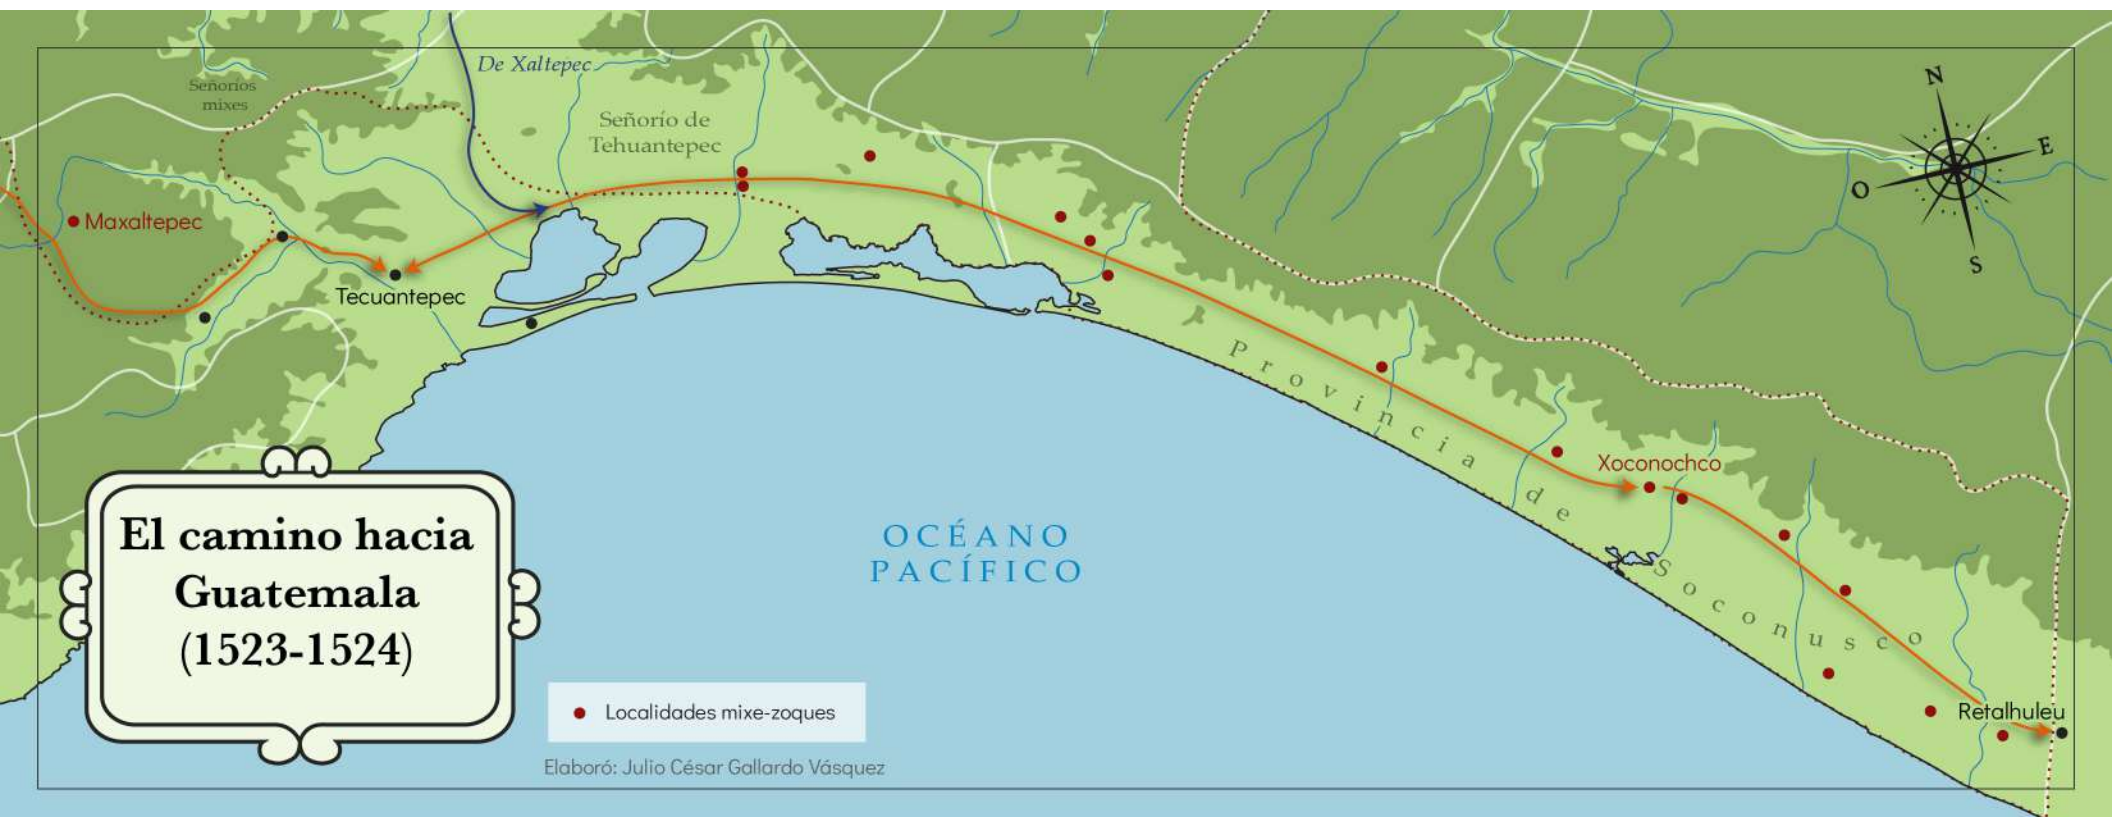 De Xaltepec
Señoríos
mixes
Señorío de
Tehuantepec
N
E
O
S
Maxaltepec
Tecuantepec
Provincia de Soconusco
Xoconochco
OCÉANO
PACÍFICO
Retalhuleu
El camino hacia
Guatemala
(1523-1524)
Localidades mixe-zoques
Elaboró: Julio César Gallardo Vásquez